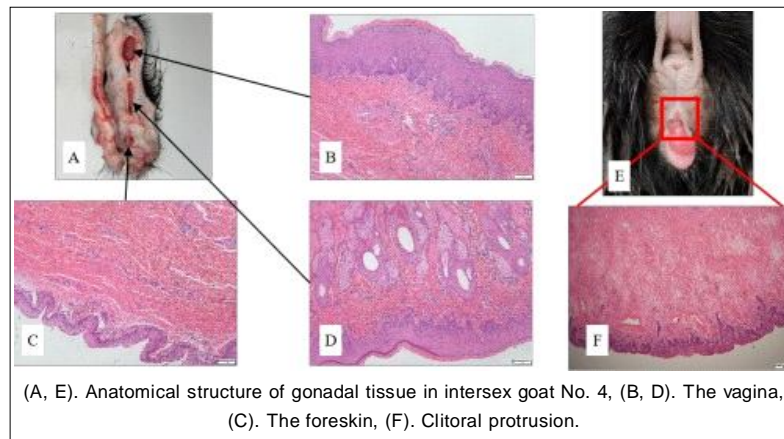 A
B
E
C
D
F
(A, E). Anatomical structure of gonadal tissue in intersex goat No. 4, (B, D). The vagina,
(C). The foreskin, (F). Clitoral protrusion.